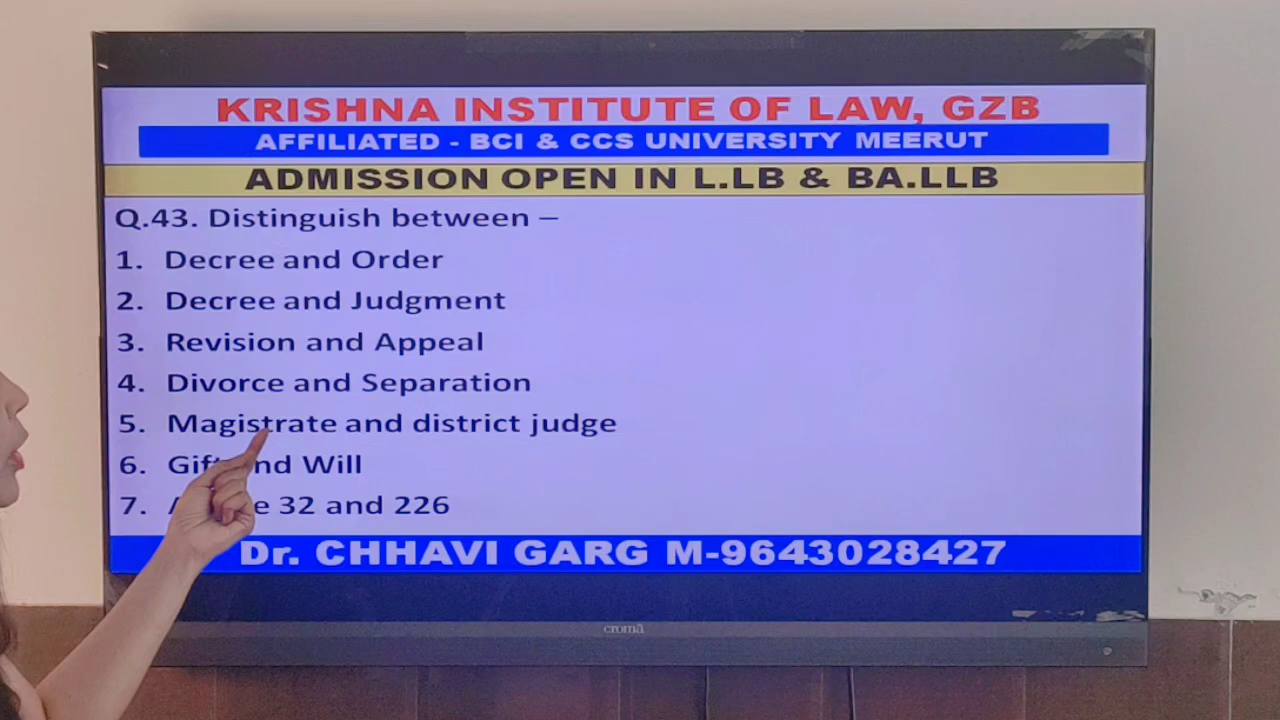 KRISHNA INSTITUTE OF LAW, GZB
AFFILIATED - BCI & CCS UNIVERSITY MEERUT
ADMISSION OPEN IN L.LB & BA.LLB
Q.43. Distinguish between –
1. Decree and Order
2. Decree and Judgment
3. Revision and Appeal
4. Divorce and Separation
5. Magistrate and district judge
6. Gift and Will
7. 32 and 226
Dr. CHHAVI GARG M-9643028427
croma